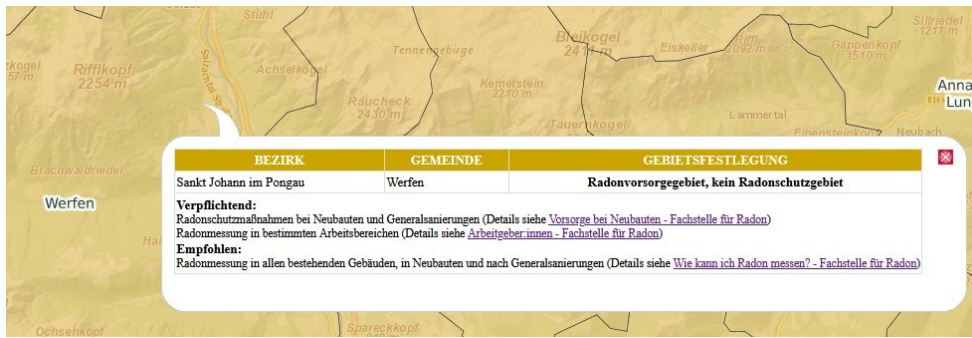 Stuhl
Sillriedel
1211 m
Bleikogel
2411 m
Riffl
2092 m
Eiskeller
Gappenkopf
1510 m
Tennengebirge
Rifflkopf
2254 m
Achselkogel
Kemetstein
2210 m
Anna
Lun
Raucheck
2430 m
Lammertal
Tauernkogel
Neubach
Brachwaldriedel
Werfen
BEZIRK GEMEINDE GEBIETSFESTLEGUNG
Sankt Johann im Pongau Werfen Radonvorsorgegebiet, kein Radonschutzgebiet
Verpflichtend:
Radonschutzmaßnahmen bei Neubauten und Generalsanierungen (Details siehe Vorsorge bei Neubauten - Fachstelle für Radon)
Radonmessung in bestimmten Arbeitsbereichen (Details siehe Arbeitgeber:innen - Fachstelle für Radon)
Empfohlen:
Radonmessung in allen bestehenden Gebäuden, in Neubauten und nach Generalsanierungen (Details siehe Wie kann ich Radon messen? - Fachstelle für Radon)
Ochsenkopf
Spareckkopf